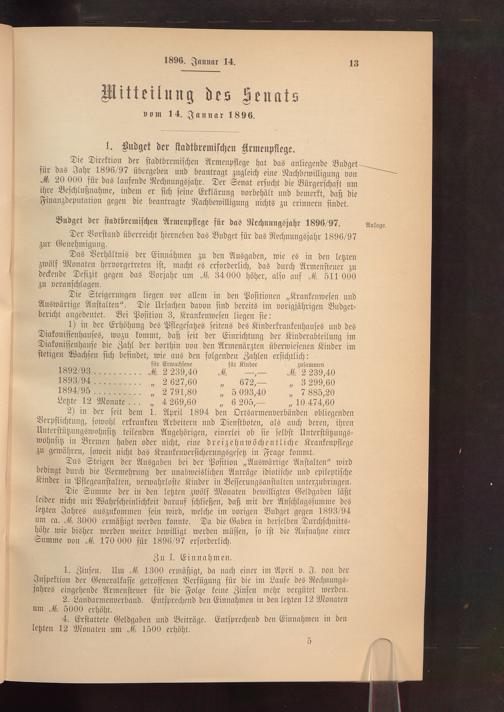 1896. Januar 14.
13
Mitteilung des Senats
vom 14. Januar 1896.
1. Budget der stadtbremischen Armenpflege.
Die Direktion der stadtbremischen Armenpflege hat das anliegende Budget
für das Jahr 1896/97 übergeben und beantragt zugleich eine Nachbewilligung von
M. 20 000 für das laufende Rechnungsjahr. Der Senat ersucht die Bürgerschaft um
ihre Beschlußnahme, indem er sich seine Erklärung vorbehält und bemerkt, daß die
Finanzdeputation gegen die beantragte Nachbewilligung nichts zu erinnern findet.
Budget der stadtbremischen Armenpflege für das Rechnungsjahr 1896/97.
Anlage.
Der Vorstand überreicht hierneben das Budget für das Rechnungsjahr 1896/97
zur Genehmigung.
Das Verhältnis der Einnahmen zu den Ausgaben, wie es in den letzten
zwölf Monaten hervorgetreten ist, macht es erforderlich, das durch Armensteuer zu
deckende Defizit gegen das Vorjahr um M. 34 000 höher, also auf M. 511 000
zu veranschlagen.
Die Steigerungen liegen vor allem in den Positionen „Krankenwesen und
Auswärtige Anstalten“. Die Ursachen davon sind bereits im vorigjährigen Budget-
bericht angedeutet. Bei Position 3, Krankenwesen liegen sie:
1) in der Erhöhung des Pflegesatzes seitens des Kinderkrankenhauses und des
Diakonissenhauses, wozu kommt, daß seit der Einrichtung der Kinderabteilung im
Diakonissenhause die Zahl der dorthin von den Armenärzten überwiesenen Kinder im
stetigen Wachsen sich befindet, wie aus den folgenden Zahlen ersichtlich:
für Erwachsene für Kinder zusammen
1892/93 . . . . . . . . . M. 2 239,40 M. —,— M. 2 239,40
1893/94 . . . . . . . . . „ 2 627,60 „ 672,— „ 3 299,60
1894/95 . . . . . . . . . „ 2 791,80 „ 5 093,40 „ 7 885,20
Letzte 12 Monate . . . „ 4 269,60 „ 6 205,— „ 10 474,60
2) in der seit dem 1. April 1894 den Ortsarmenverbänden obliegenden
Verpflichtung, sowohl erkrankten Arbeitern und Dienstboten, als auch deren, ihren
Unterstützungswohnsitz teilenden Angehörigen, einerlei ob sie selbst Unterstützungs-
wohnsitz in Bremen haben oder nicht, eine dreizehnwöchentliche Krankenpflege
zu gewähren, soweit nicht das Krankenversicherungsgesetz in Frage kommt.
Das Steigen der Ausgaben bei der Position „Auswärtige Anstalten“ wird
bedingt durch die Vermehrung der unabweislichen Anträge idiotische und epileptische
Kinder in Pflegeanstalten, verwahrloste Kinder in Besserungsanstalten unterzubringen.
Die Summe der in den letzten zwölf Monaten bewilligten Geldgaben läßt
leider nicht mit Wahrscheinlichkeit darauf schließen, daß mit der Anschlagssumme des
letzten Jahres auszukommen sein wird, welche im vorigen Budget gegen 1893/94
um ca. M. 3000 ermäßigt werden konnte. Da die Gaben in derselben Durchschnitts-
höhe wie bisher werden weiter bewilligt werden müssen, so ist die Aufnahme einer
Summe von M. 170 000 für 1896/97 erforderlich.
Zu I. Einnahmen.
1. Zinsen. Um M. 1300 ermäßigt, da nach einer im April v. J. von der
Inspektion der Generalkasse getroffenen Verfügung für die im Laufe des Rechnungs-
jahres eingehende Armensteuer für die Folge keine Zinsen mehr vergütet werden.
2. Landarmenverband. Entsprechend den Einnahmen in den letzten 12 Monaten
um M. 5000 erhöht.
4. Erstattete Geldgaben und Beiträge. Entsprechend den Einnahmen in den
letzten 12 Monaten um M. 1500 erhöht.
5